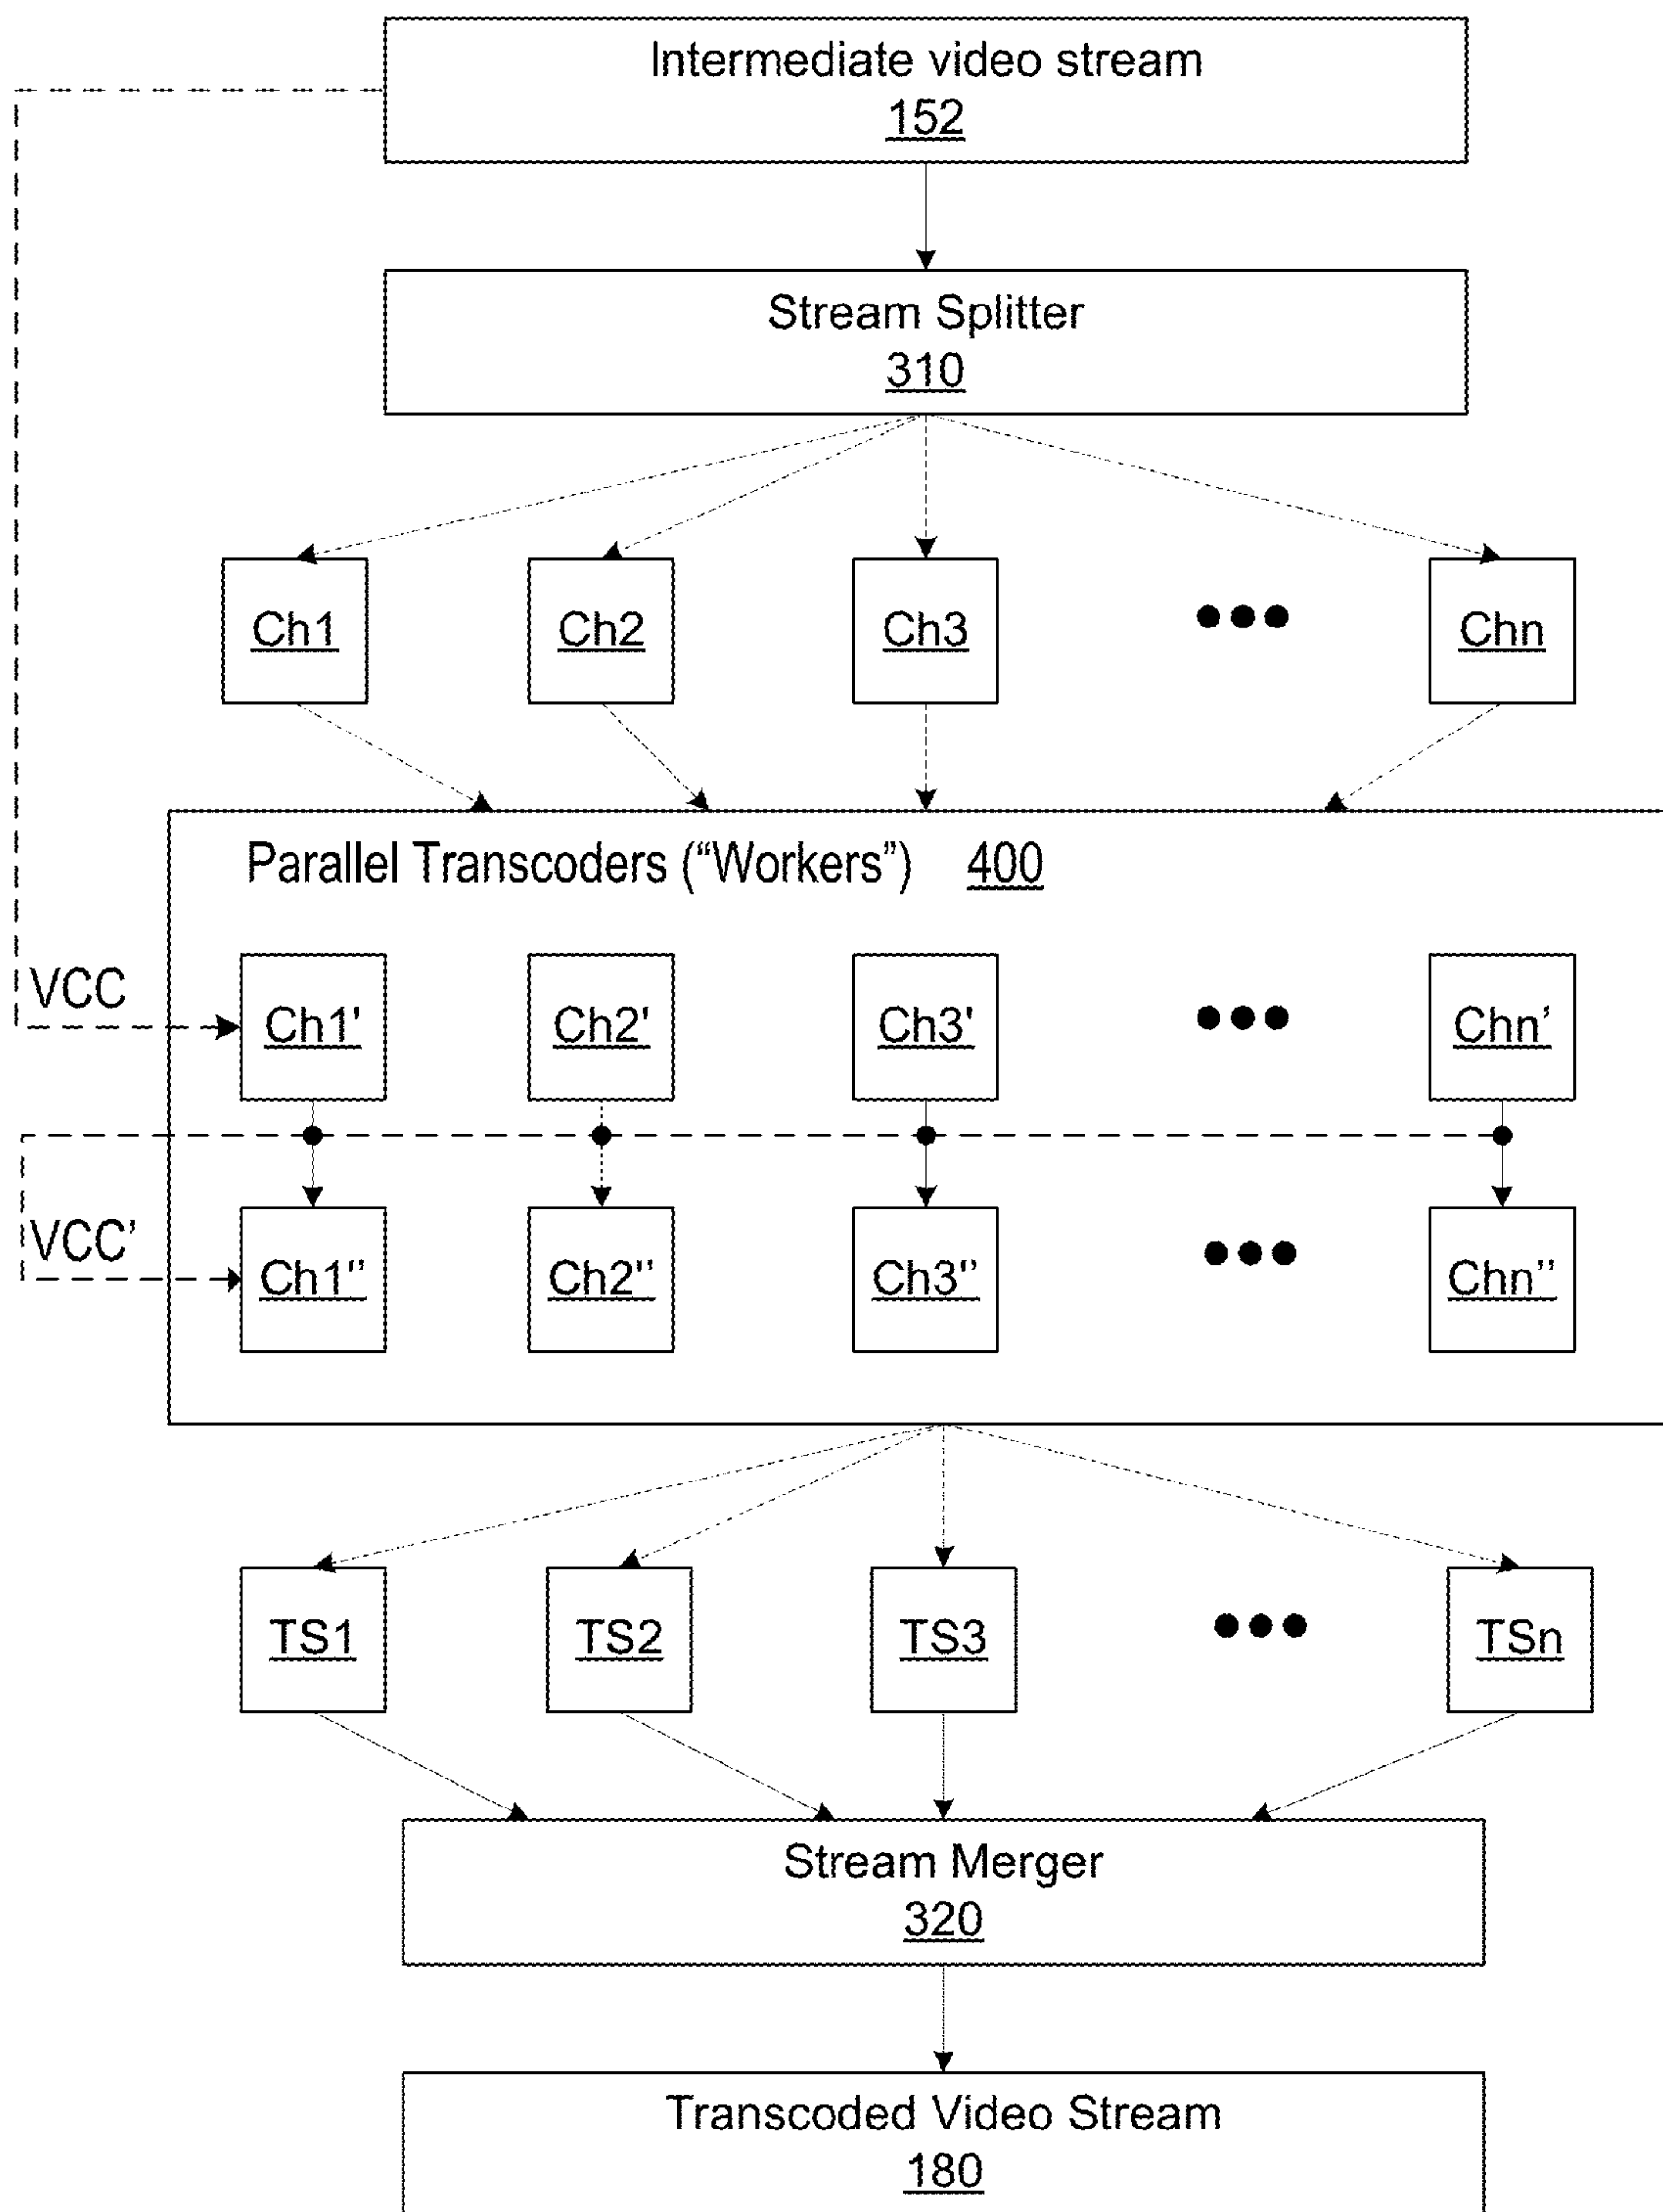 Intermediate video stream
152
Stream Splitter
310
Ch1 Ch2 Ch3 Chn
Parallel Transcoders (“Workers”) 400
VCC
Ch1' Ch2' Ch3' Chn’
VCC’
Ch1" Ch2" Ch3" Chn”
TS1 TS2 TS3 TSn
Stream Merger
320
Transcoded Video Stream
180